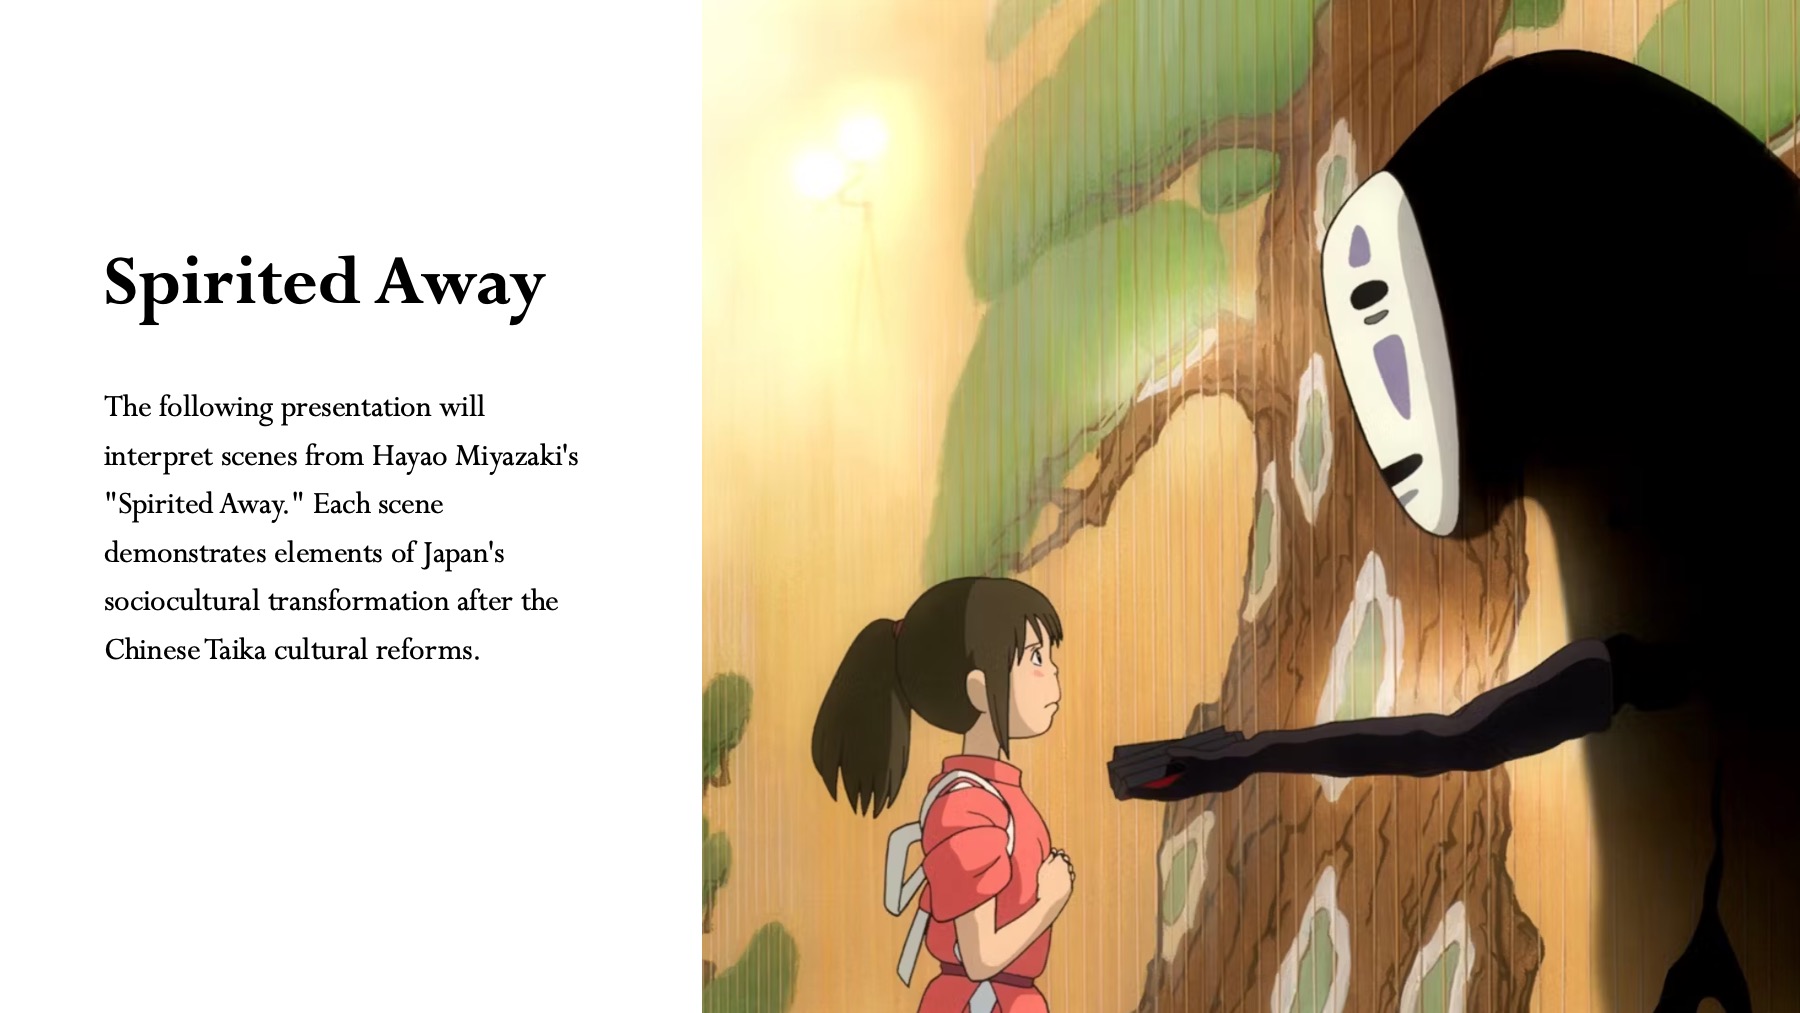 Spirited Away
The following presentation will
interpret scenes from Hayao Miyazaki's
"Spirited Away." Each scene
demonstrates elements of Japan's
sociocultural transformation after the
Chinese Taika cultural reforms.